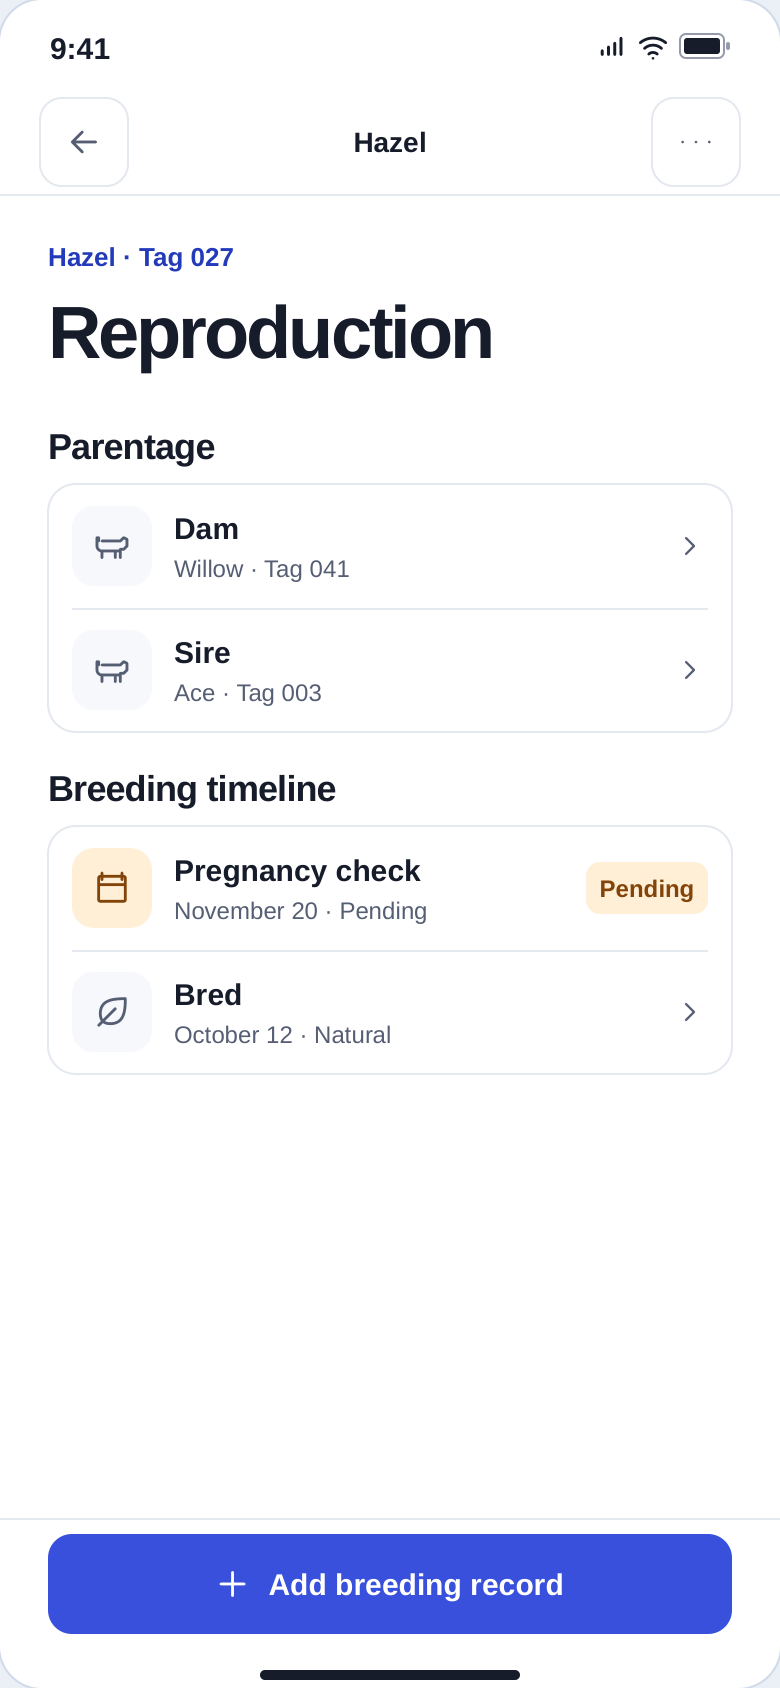 9:41
Hazel
· · ·
Hazel · Tag 027
Reproduction
Parentage
Dam
Willow · Tag 041
Sire
Ace · Tag 003
Breeding timeline
Pregnancy check
November 20 · Pending
Pending
Bred
October 12 · Natural
Add breeding record